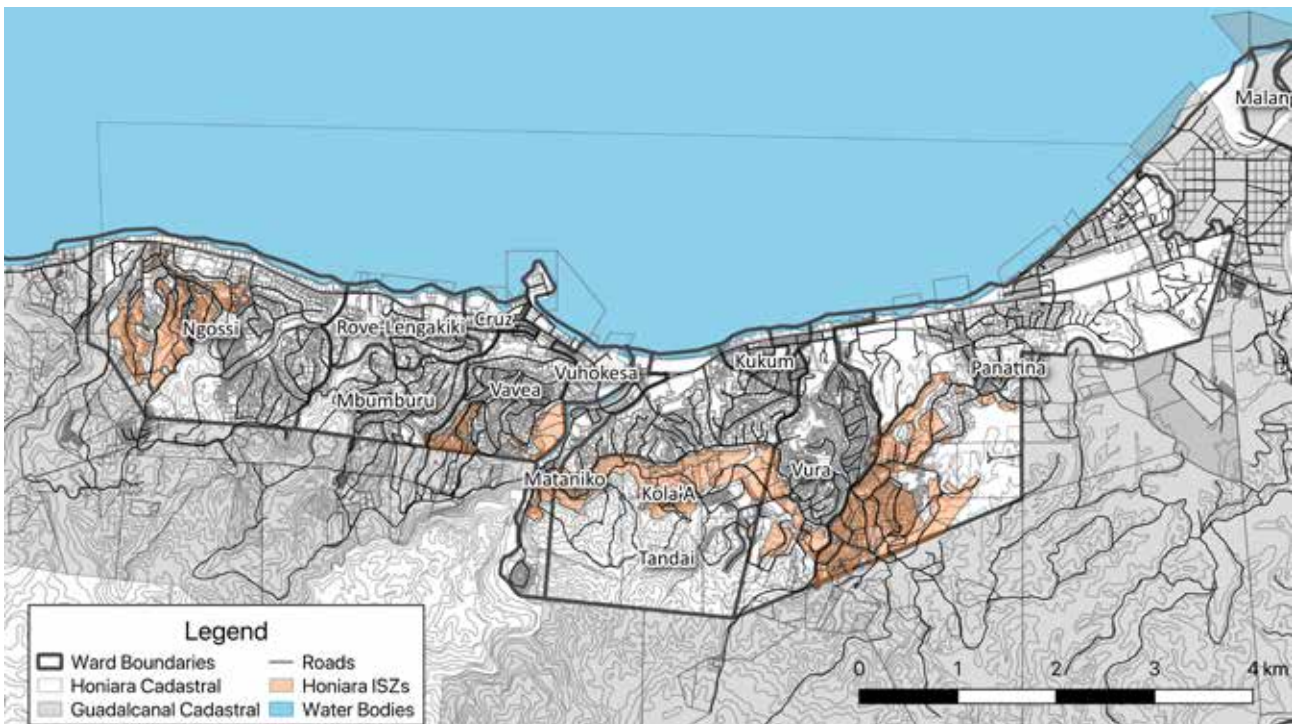 Malang
Ngossi
Rove-Lengakiki
Cruz
Vuhokesa
Kukum
Panatina
Mbumburu
Vavea
Mataniko
Kola'A
Vura
Tandai
Legend
Ward Boundaries
Roads
Honiara Cadastral
Honiara ISZs
Guadalcanal Cadastral
Water Bodies
0 1 2 3 4 km